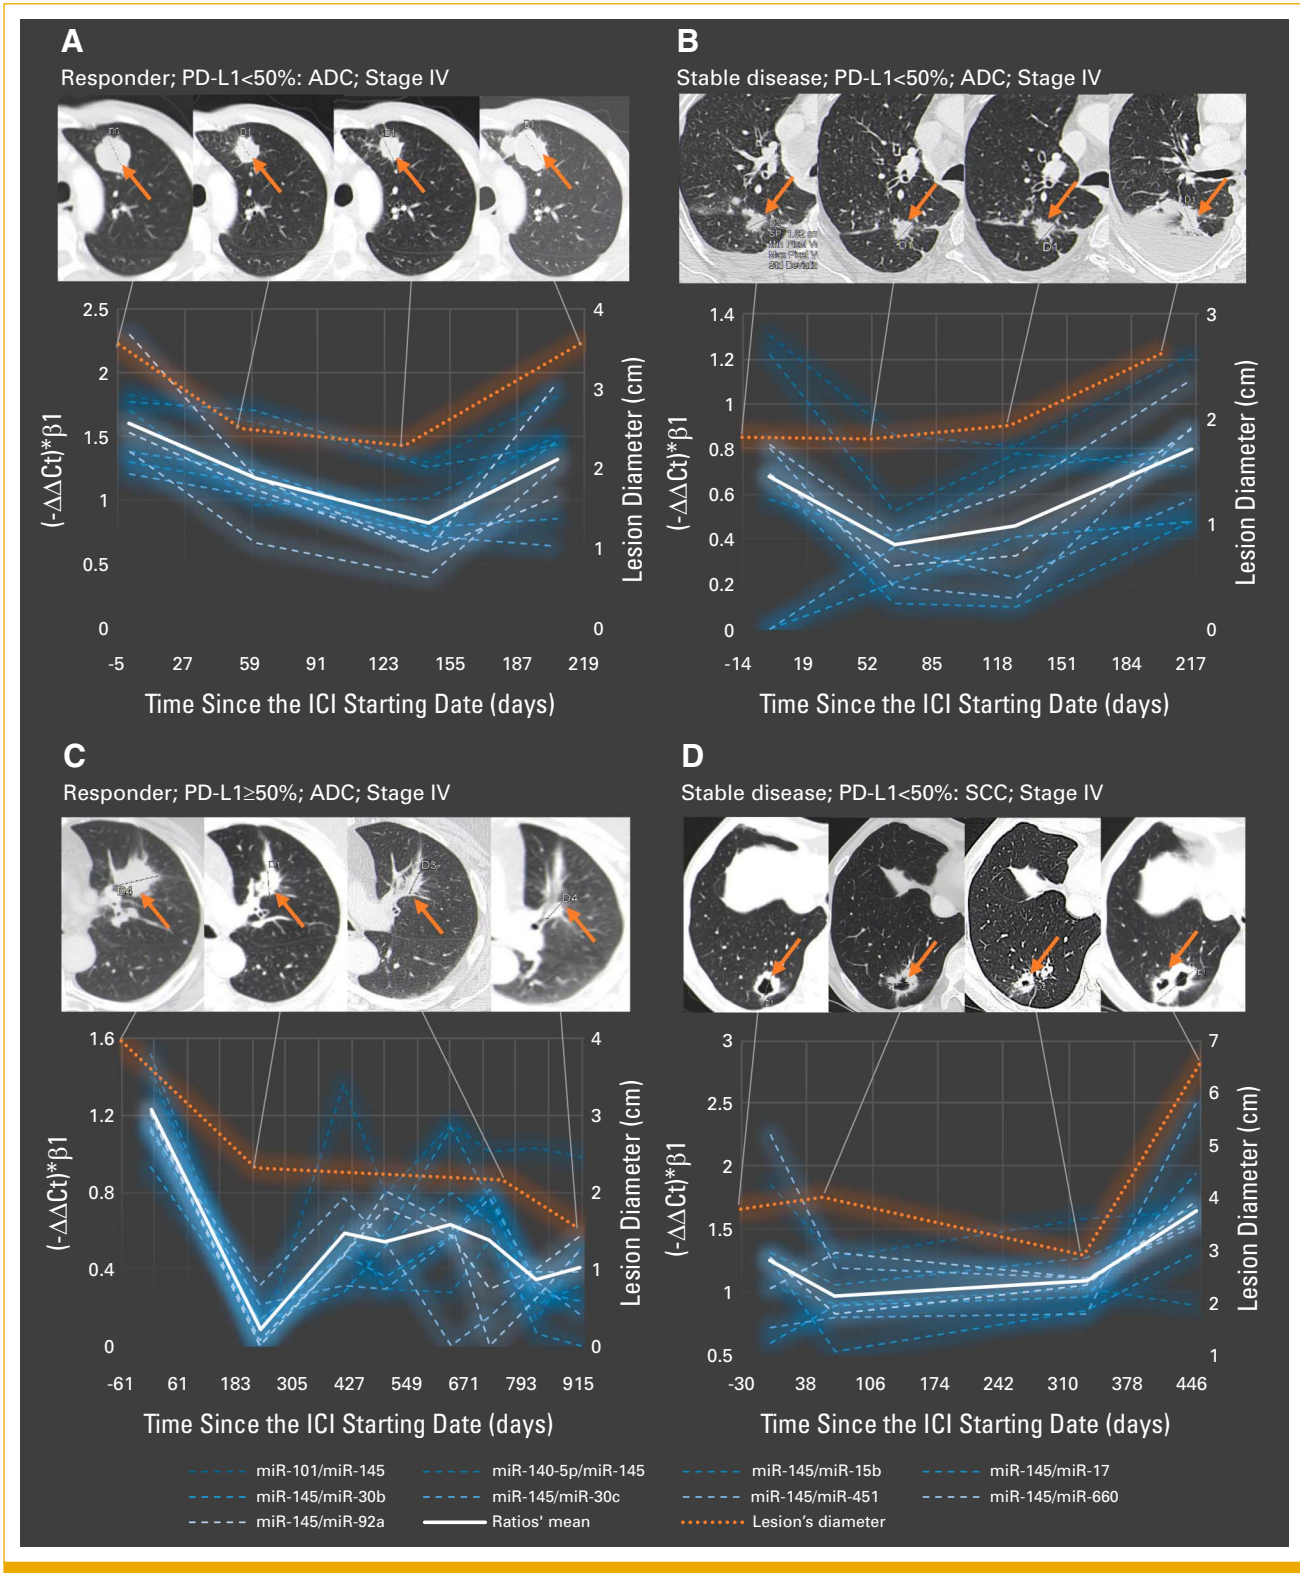 A
Responder; PD-L1<50%: ADC; Stage IV
D1
D1
D1
2.5
2
1.5
1
0.5
0
4
3
2
1
0
(-ΔΔCt)*β1
Lesion Diameter (cm)
-5 27 59 91 123 155 187 219
Time Since the ICI Starting Date (days)
B
Stable disease; PD-L1<50%; ADC; Stage IV
D1
D1
D1
1.4
1.2
1
0.8
0.6
0.4
0.2
0
3
2
1
0
(-ΔΔCt)*β1
Lesion Diameter (cm)
-14 19 52 85 118 151 184 217
Time Since the ICI Starting Date (days)
C
Responder; PD-L1≥50%; ADC; Stage IV
D4
D1
D3
D4
1.6
1.2
0.8
0.4
0
4
3
2
1
0
(-ΔΔCt)*β1
Lesion Diameter (cm)
-61 61 183 305 427 549 671 793 915
Time Since the ICI Starting Date (days)
D
Stable disease; PD-L1<50%: SCC; Stage IV
3
2.5
2
1.5
1
0.5
7
6
5
4
3
2
1
(-ΔΔCt)*β1
Lesion Diameter (cm)
-30 38 106 174 242 310 378 446
Time Since the ICI Starting Date (days)
miR-101/miR-145 miR-140-5p/miR-145 miR-145/miR-15b miR-145/miR-17
miR-145/miR-30b miR-145/miR-30c miR-145/miR-451 miR-145/miR-660
miR-145/miR-92a Ratios' mean Lesion's diameter